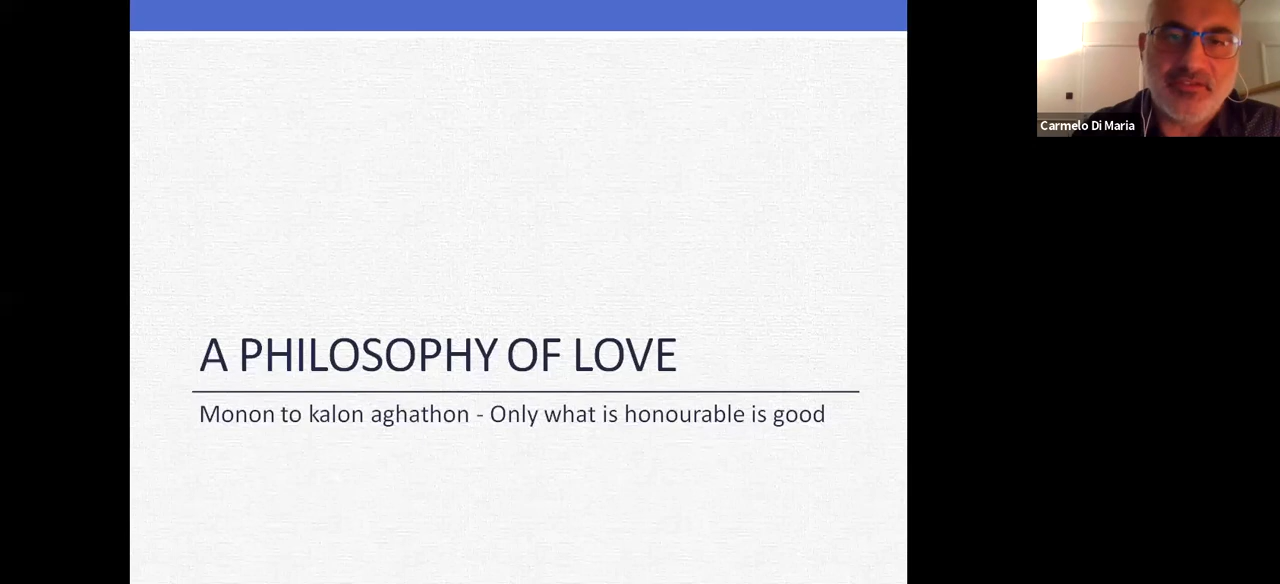 Carmelo Di Maria
A PHILOSOPHY OF LOVE
Monon to kalon aghathon - Only what is honourable is good